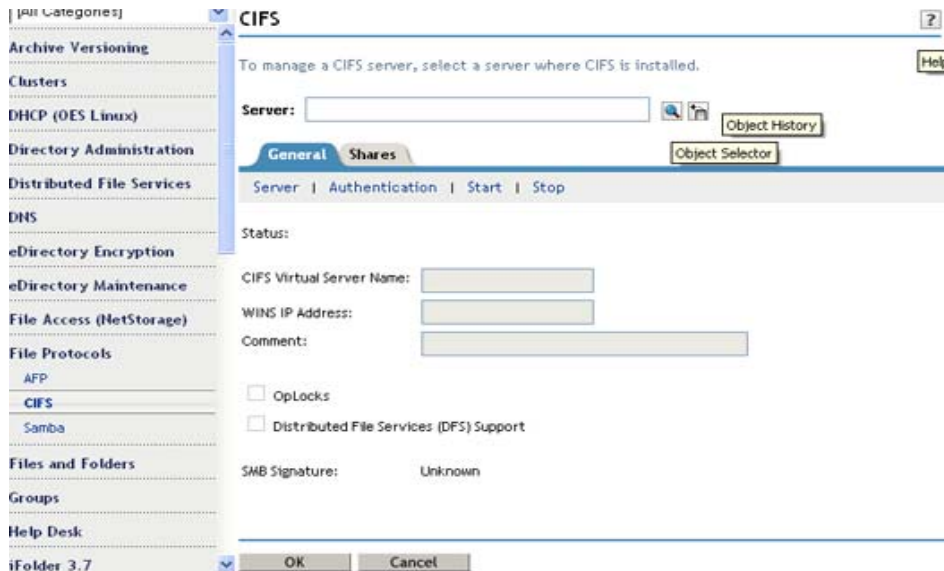 [All Categories]
Archive Versioning
Clusters
DHCP (OES Linux)
Directory Administration
Distributed File Services
DNS
eDirectory Encryption
eDirectory Maintenance
File Access (NetStorage)
File Protocols
AFP
CIFS
Samba
Files and Folders
Groups
Help Desk
iFolder 3.7
CIFS
?
Help
To manage a CIFS server, select a server where CIFS is installed.
Server:
Object History
Object Selector
General Shares
Server | Authentication | Start | Stop
Status:
CIFS Virtual Server Name:
WINS IP Address:
Comment:
OpLocks
Distributed File Services (DFS) Support
SMB Signature: Unknown
OK Cancel